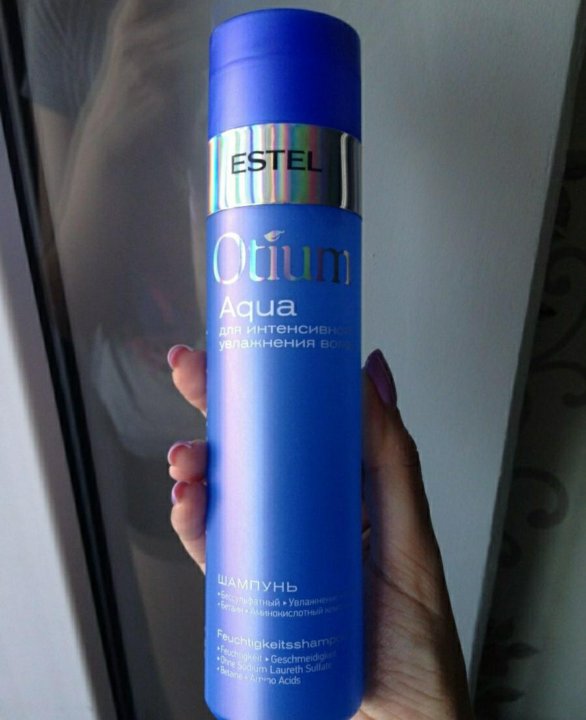 ESTEL
Otium
Aqua
для интенсивного
увлажнения волос
ШАМПУНЬ
•Бессульфатный • Увлажнение
•Бетаин • Аминокислотный
Feuchtigkeitsshampoo
•Feuchtigkeit • Geschmeidigkeit
•Ohne Sodium Laureth Sulfate
•Betaine • Amino Acids